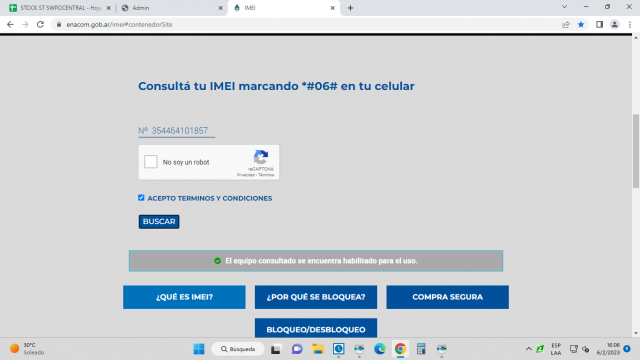 STOCK ST SWPOCENTRAL - Hoja
Admin
IMEI
enacom.gob.ar/imei#contenedorSite
Consultá tu IMEI marcando *#06# en tu celular
Nº 354464101857
No soy un robot
reCAPTCHA
Privacidad - Términos
ACEPTO TERMINOS Y CONDICIONES
BUSCAR
El equipo consultado se encuentra habilitado para el uso.
¿QUÉ ES IMEI?
¿POR QUÉ SE BLOQUEA?
COMPRA SEGURA
BLOQUEO/DESBLOQUEO
30°C
Soleado
Búsqueda
ESP
LAA
16:06
6/2/2023